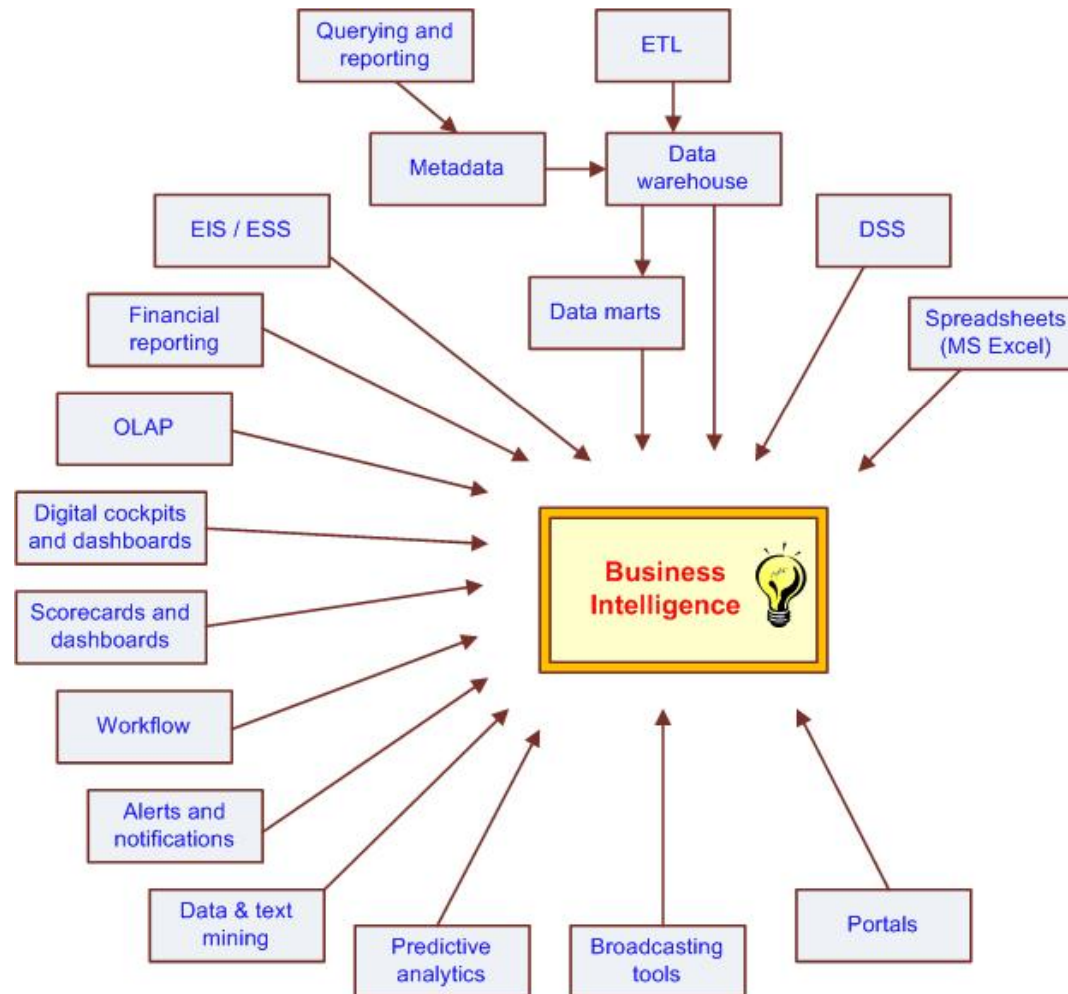 Querying and
reporting
ETL
Metadata
Data
warehouse
EIS / ESS
DSS
Data marts
Financial
reporting
Spreadsheets
(MS Excel)
OLAP
Digital cockpits
and dashboards
Business
Intelligence
Scorecards and
dashboards
Workflow
Alerts and
notifications
Data & text
mining
Predictive
analytics
Broadcasting
tools
Portals